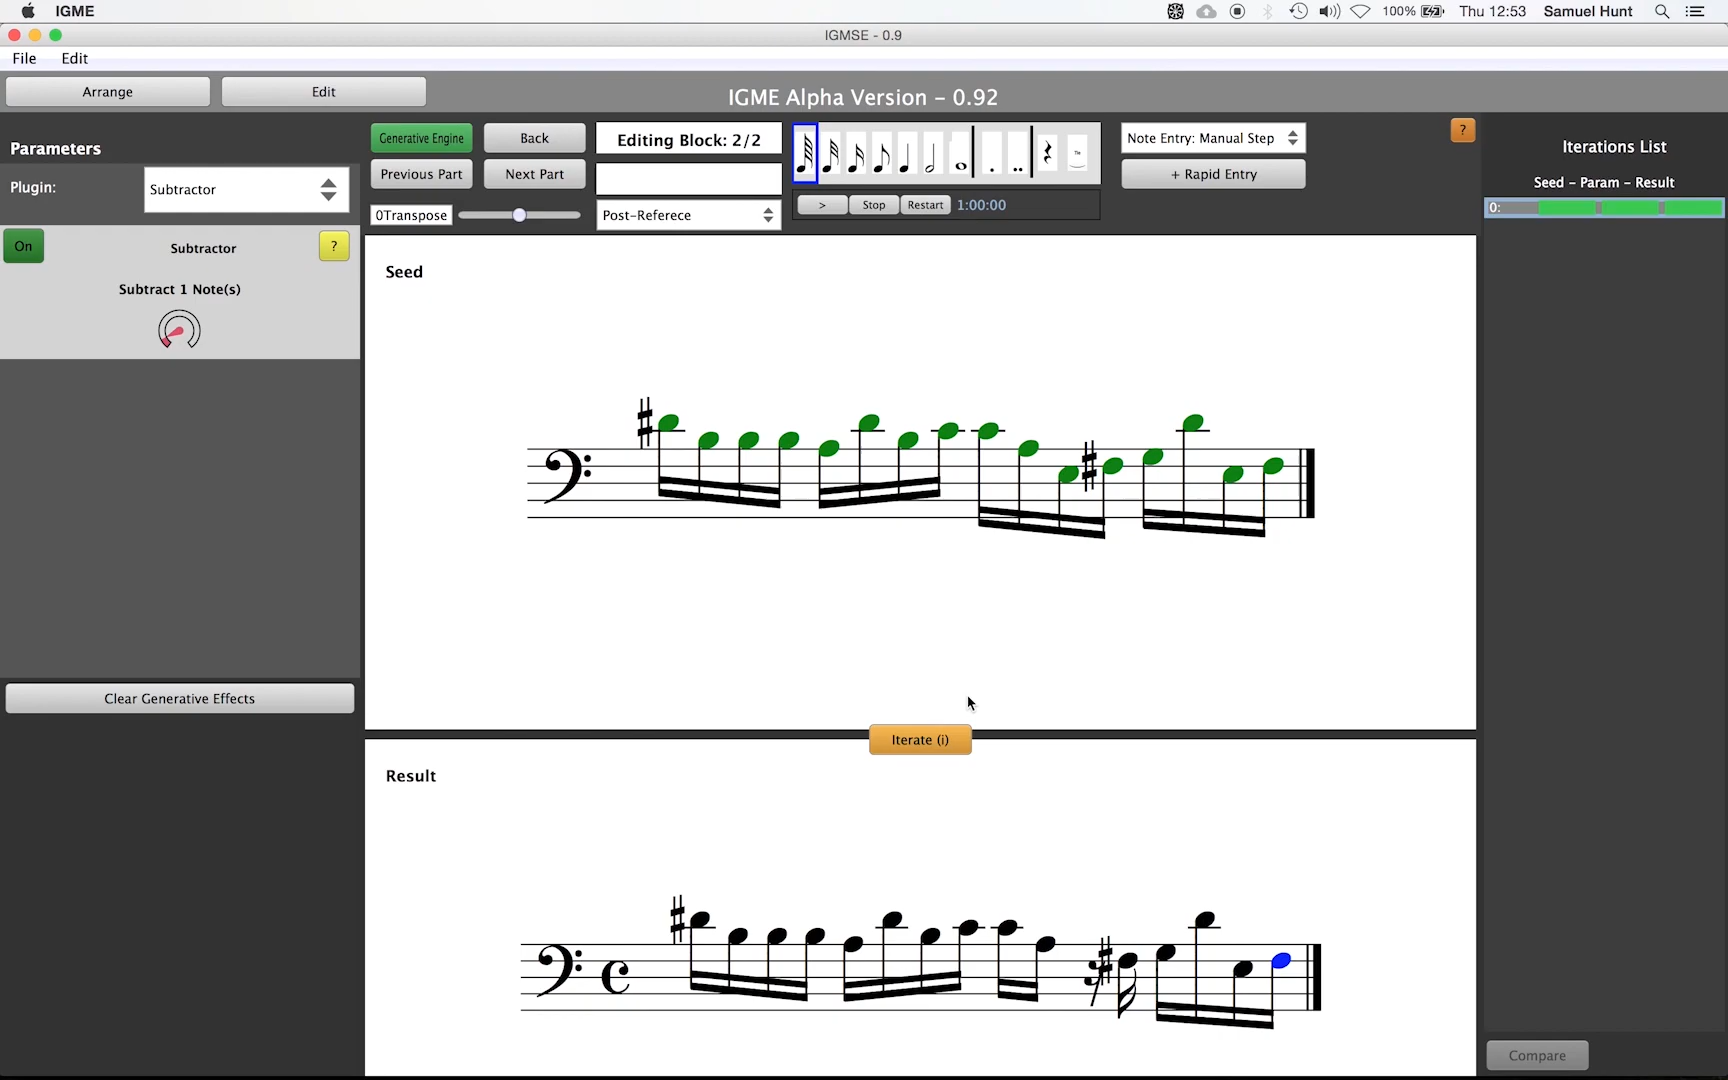 IGME
100%
Thu 12:53
Samuel Hunt
IGMSE - 0.9
File
Edit
Arrange
Edit
IGME Alpha Version - 0.92
Parameters
Plugin:
Subtractor
On
Subtractor
?
Subtract 1 Note(s)
Clear Generative Effects
Generative Engine
Back
Editing Block: 2/2
Previous Part
Next Part
0Transpose
Post-Referece
>
Stop
Restart
1:00:00
Note Entry: Manual Step
+ Rapid Entry
?
Seed
Iterate (i)
Result
Iterations List
Seed - Param - Result
0:
Compare